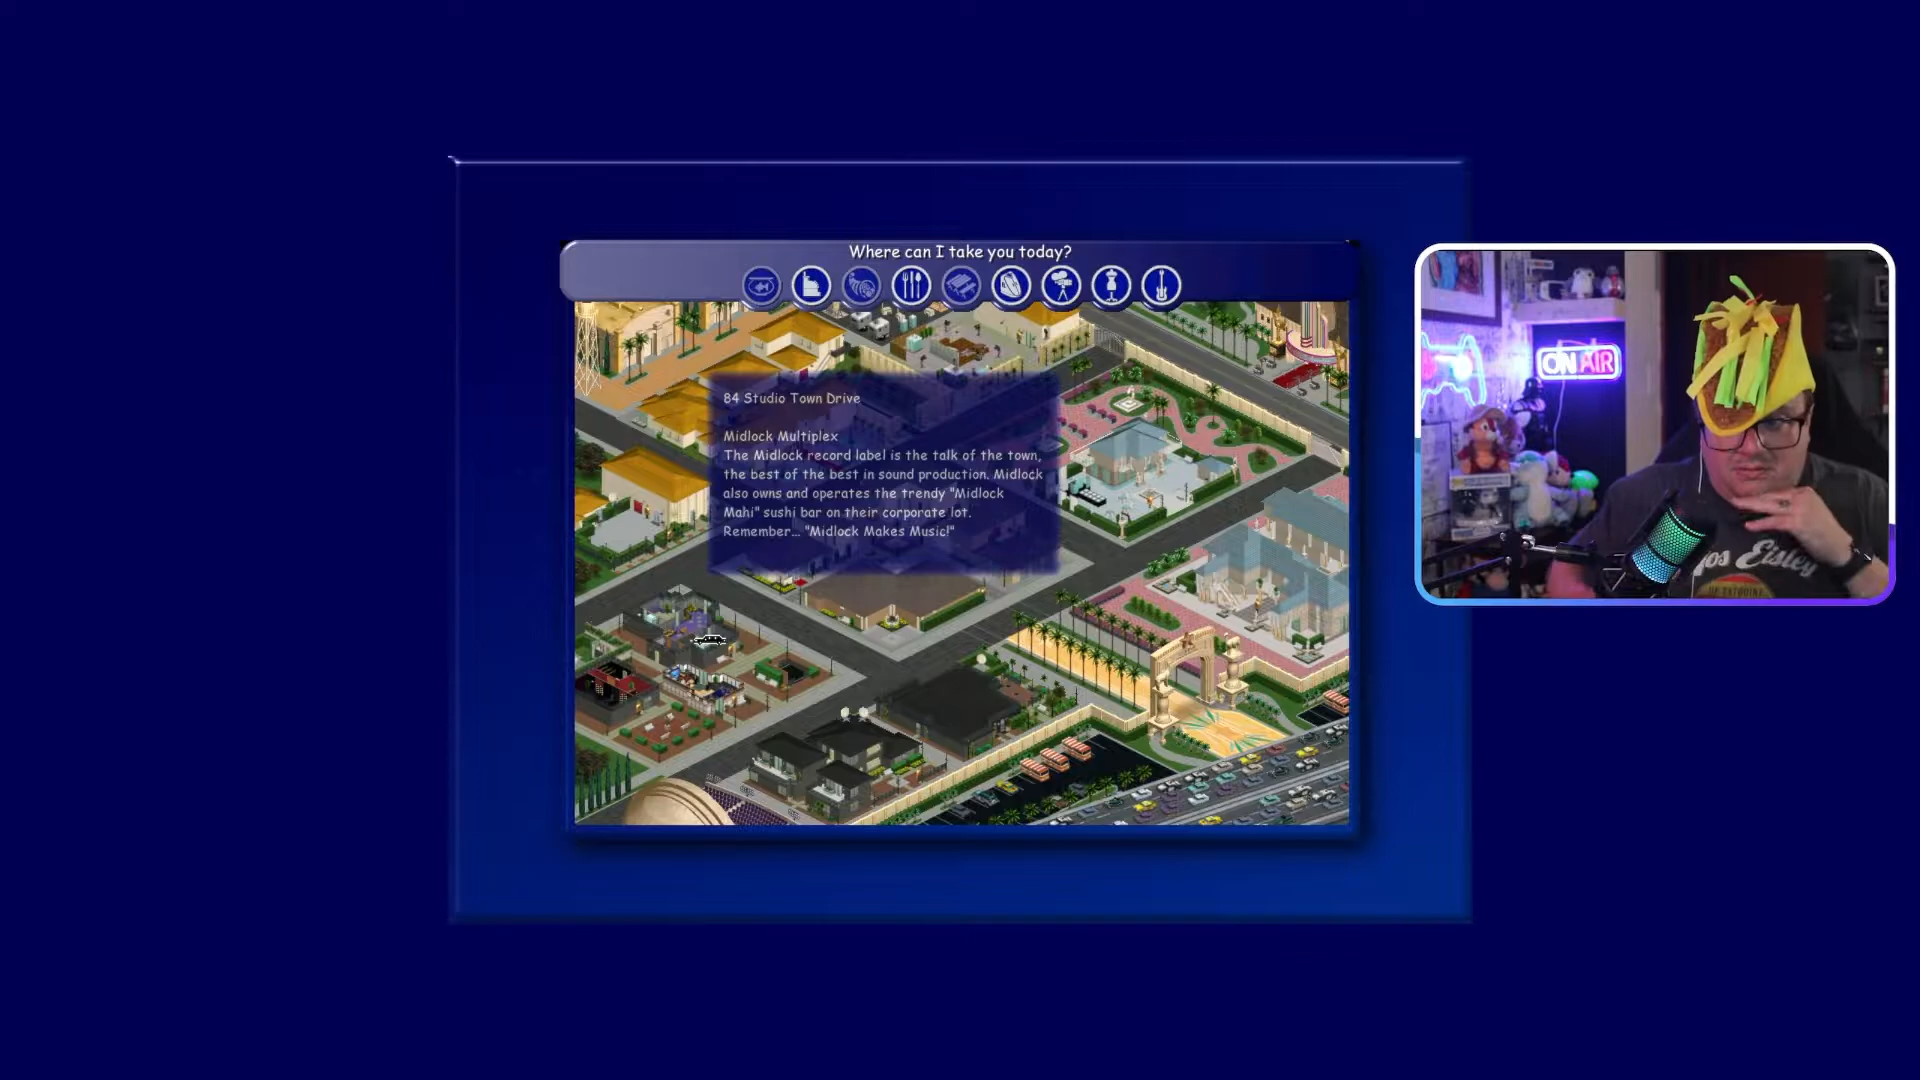 Where can I take you today?
84 Studio Town Drive
Midlock Multiplex
The Midlock record label is the talk of the town,
the best of the best in sound production. Midlock
also owns and operates the trendy "Midlock
Mahi" sushi bar on their corporate lot.
Remember... "Midlock Makes Music!"
ON AIR
os Eisley